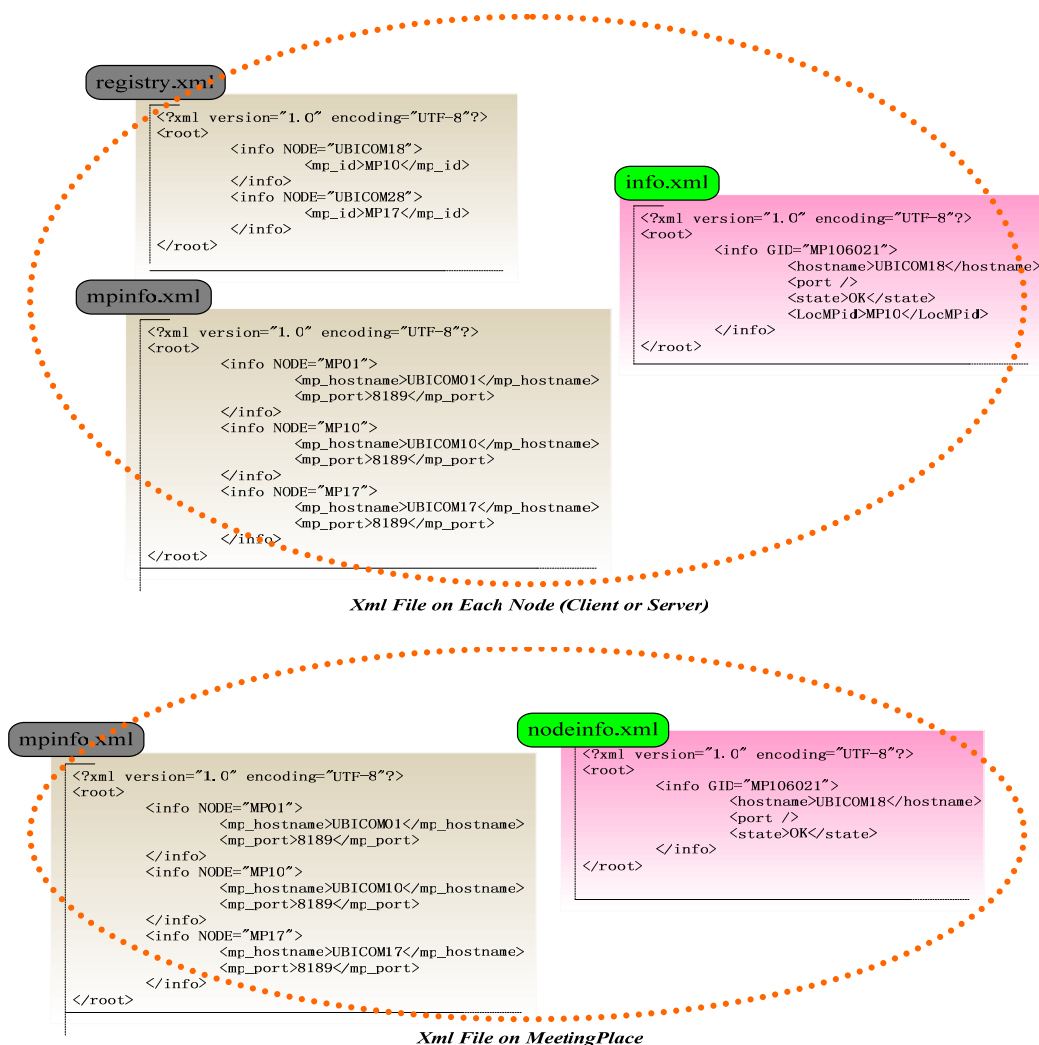 registry.xml
<?xml version="1.0" encoding="UTF-8"?>
<root>
<info NODE="UBICOM18">
<mp_id>MP10</mp_id>
</info>
<info NODE="UBICOM28">
<mp_id>MP17</mp_id>
</info>
</root>
info.xml
<?xml version="1.0" encoding="UTF-8"?>
<root>
<info GID="MP106021">
<hostname>UBICOM18</hostname>
<port />
<state>OK</state>
<LocMPid>MP10</LocMPid>
</info>
</root>
mpinfo.xml
<?xml version="1.0" encoding="UTF-8"?>
<root>
<info NODE="MP01">
<mp_hostname>UBICOM01</mp_hostname>
<mp_port>8189</mp_port>
</info>
<info NODE="MP10">
<mp_hostname>UBICOM10</mp_hostname>
<mp_port>8189</mp_port>
</info>
<info NODE="MP17">
<mp_hostname>UBICOM17</mp_hostname>
<mp_port>8189</mp_port>
</info>
</root>
Xml File on Each Node (Client or Server)
mpinfo.xml
<?xml version="1.0" encoding="UTF-8"?>
<root>
<info NODE="MP01">
<mp_hostname>UBICOM01</mp_hostname>
<mp_port>8189</mp_port>
</info>
<info NODE="MP10">
<mp_hostname>UBICOM10</mp_hostname>
<mp_port>8189</mp_port>
</info>
<info NODE="MP17">
<mp_hostname>UBICOM17</mp_hostname>
<mp_port>8189</mp_port>
</info>
</root>
nodeinfo.xml
<?xml version="1.0" encoding="UTF-8"?>
<root>
<info GID="MP106021">
<hostname>UBICOM18</hostname>
<port />
<state>OK</state>
</info>
</root>
Xml File on MeetingPlace